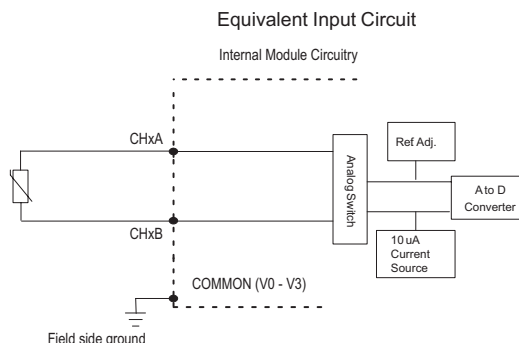 Equivalent Input Circuit
Internal Module Circuitry
CHxA
Ref Adj.
Analog Switch
A to D
Converter
CHxB
10 uA
Current
Source
COMMON (V0 - V3)
Field side ground